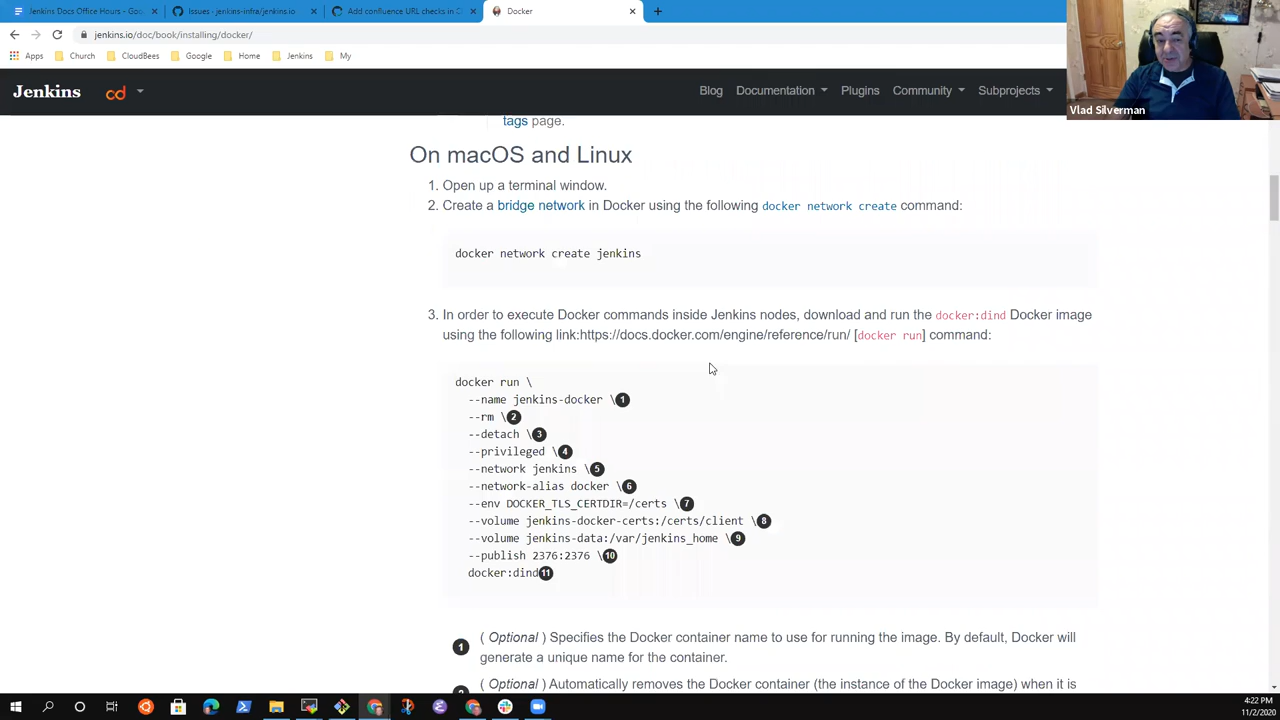 Jenkins Docs Office Hours - Goo
Issues · jenkins-infra/jenkins.io
Add confluence URL checks in
Docker
jenkins.io/doc/book/installing/docker/
Apps
Church
CloudBees
Google
Home
Jenkins
My
Jenkins
cd
Blog
Documentation
Plugins
Community
Subprojects
Vlad Silverman
tags page.
On macOS and Linux
1. Open up a terminal window.
2. Create a bridge network in Docker using the following docker network create command:
docker network create jenkins
3. In order to execute Docker commands inside Jenkins nodes, download and run the docker:dind Docker image
using the following link:https://docs.docker.com/engine/reference/run/ [docker run] command:
docker run \
--name jenkins-docker \ 1
--rm \ 2
--detach \ 3
--privileged \ 4
--network jenkins \ 5
--network-alias docker \ 6
--env DOCKER_TLS_CERTDIR=/certs \ 7
--volume jenkins-docker-certs:/certs/client \ 8
--volume jenkins-data:/var/jenkins_home \ 9
--publish 2376:2376 \ 10
docker:dind 11
1 ( Optional ) Specifies the Docker container name to use for running the image. By default, Docker will
generate a unique name for the container.
2 ( Optional ) Automatically removes the Docker container (the instance of the Docker image) when it is
4:22 PM
11/2/2020